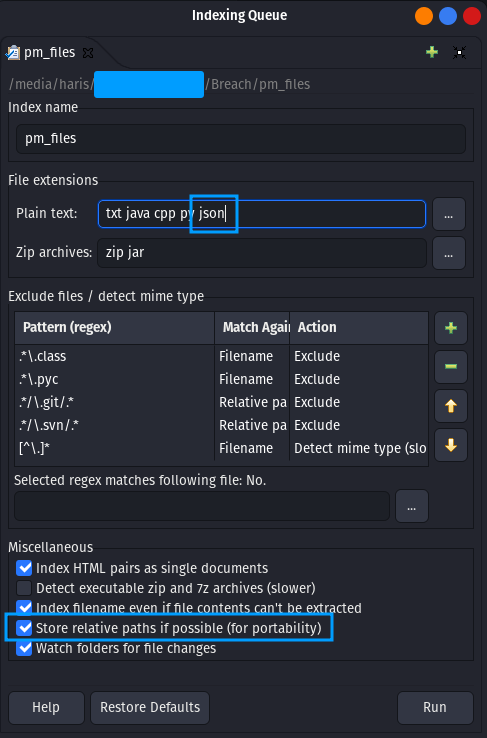 Indexing Queue
pm_files
/media/haris/ /Breach/pm_files
Index name
pm_files
File extensions
Plain text: txt java cpp py json ...
Zip archives: zip jar ...
Exclude files / detect mime type
Pattern (regex) Match Again Action
.*\.class Filename Exclude
.*\.pyc Filename Exclude
.*/\.git/.* Relative pa Exclude
.*/\.svn/.* Relative pa Exclude
[^\.]* Filename Detect mime type (slo
Selected regex matches following file: No.
...
Miscellaneous
Index HTML pairs as single documents
Detect executable zip and 7z archives (slower)
Index filename even if file contents can't be extracted
Store relative paths if possible (for portability)
Watch folders for file changes
Help Restore Defaults Run